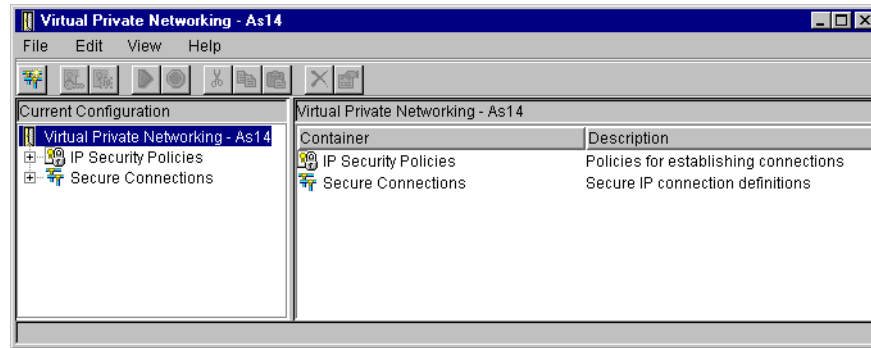 Virtual Private Networking - As14
File Edit View Help
Current Configuration
Virtual Private Networking - As14
IP Security Policies
Secure Connections
Virtual Private Networking - As14
Container Description
IP Security Policies Policies for establishing connections
Secure Connections Secure IP connection definitions